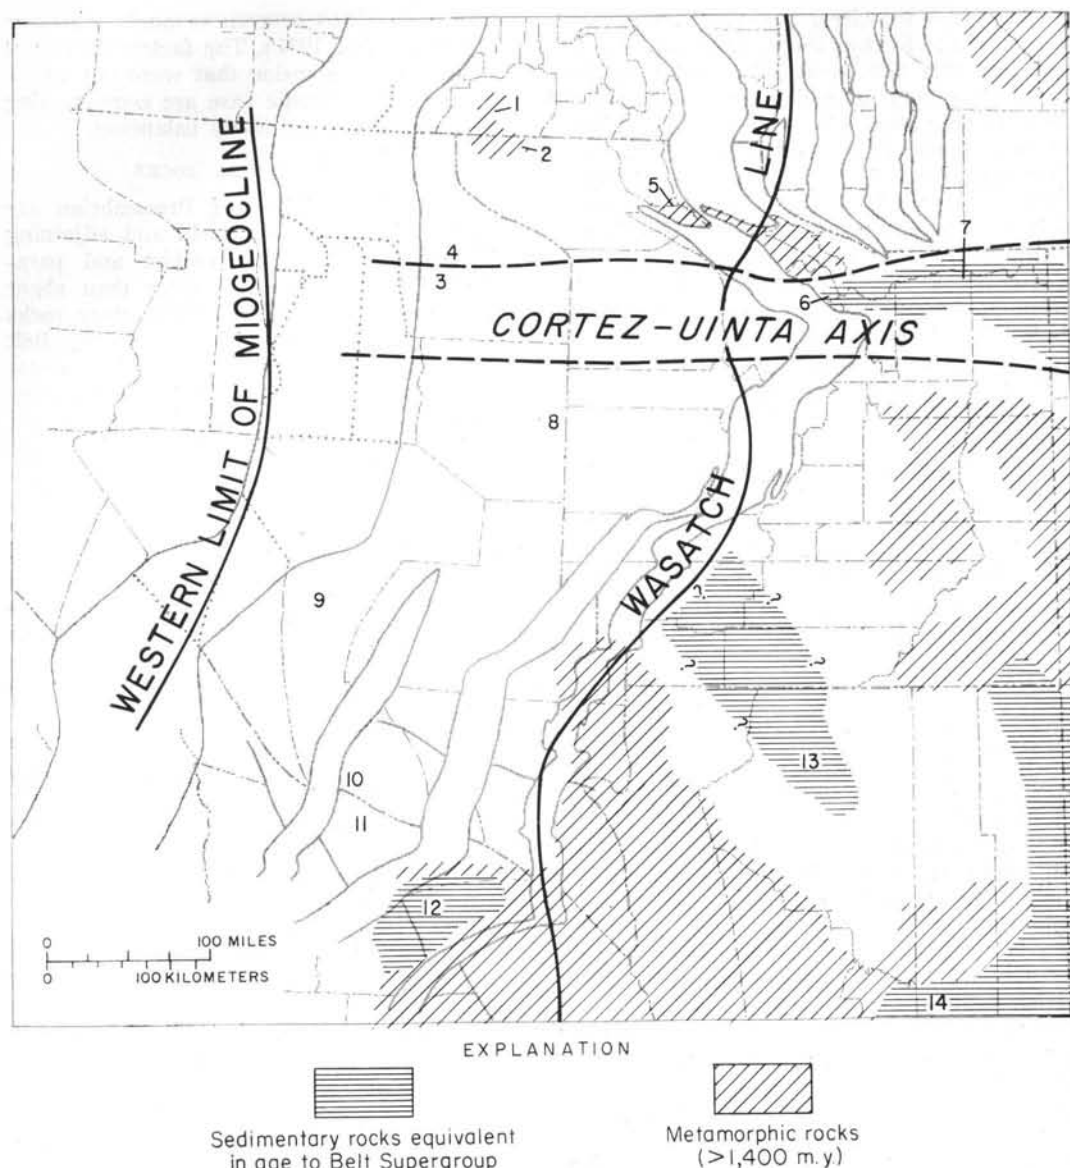 1
2
5
7
4
3
6
LINE
WESTERN LIMIT OF MIOGEOCLINE
CORTEZ-UINTA AXIS
8
WASATCH
9
?
?
?
?
?
13
10
11
12
14
0 100 MILES
0 100 KILOMETERS
EXPLANATION
Sedimentary rocks equivalent
in age to Belt Supergroup
Metamorphic rocks
(>1,400 m.y.)